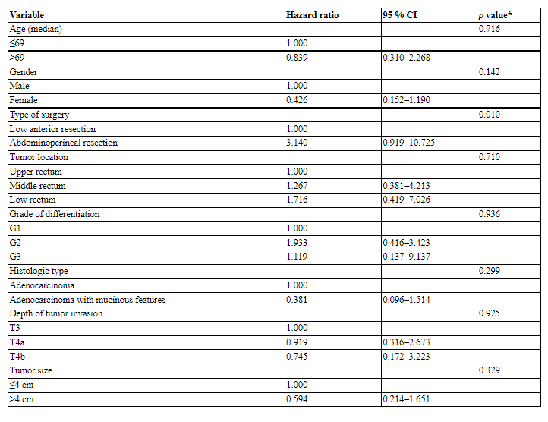 Variable Hazard ratio 95 % CI p value^a
Age (median) 0.716
≤69 1.000
>69 0.839 0.310–2.268
Gender 0.142
Male 1.000
Female 0.426 0.152–1.190
Type of surgery 0.010
Low anterior resection 1.000
Abdominoperineal resection 3.140 0.919–10.725
Tumor location 0.710
Upper rectum 1.000
Middle rectum 1.267 0.381–4.213
Low rectum 1.716 0.419–7.026
Grade of differentiation 0.936
G1 1.000
G2 1.933 0.416–3.423
G3 1.119 0.137–9.137
Histologic type 0.299
Adenocarcinoma 1.000
Adenocarcinoma with mucinous features 0.381 0.096–1.514
Depth of tumor invasion 0.925
T3 1.000
T4a 0.919 0.316–2.673
T4b 0.745 0.172–3.223
Tumor size 0.329
≤4 cm 1.000
>4 cm 0.594 0.214–1.651